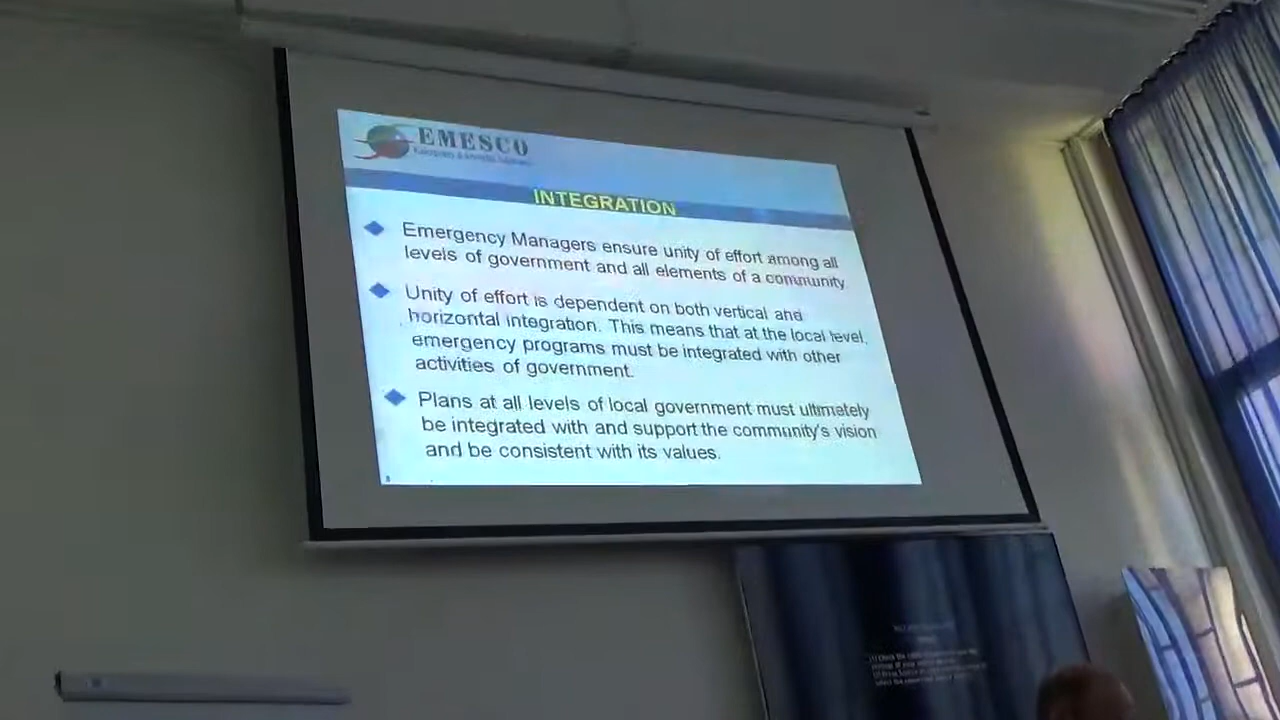 EMESCO
INTEGRATION
Emergency Managers ensure unity of effort among all
levels of government and all elements of a community
Unity of effort is dependent on both vertical and
horizontal integration. This means that at the local level,
emergency programs must be integrated with other
activities of government.
Plans at all levels of local government must ultimately
be integrated with and support the community's vision
and be consistent with its values.